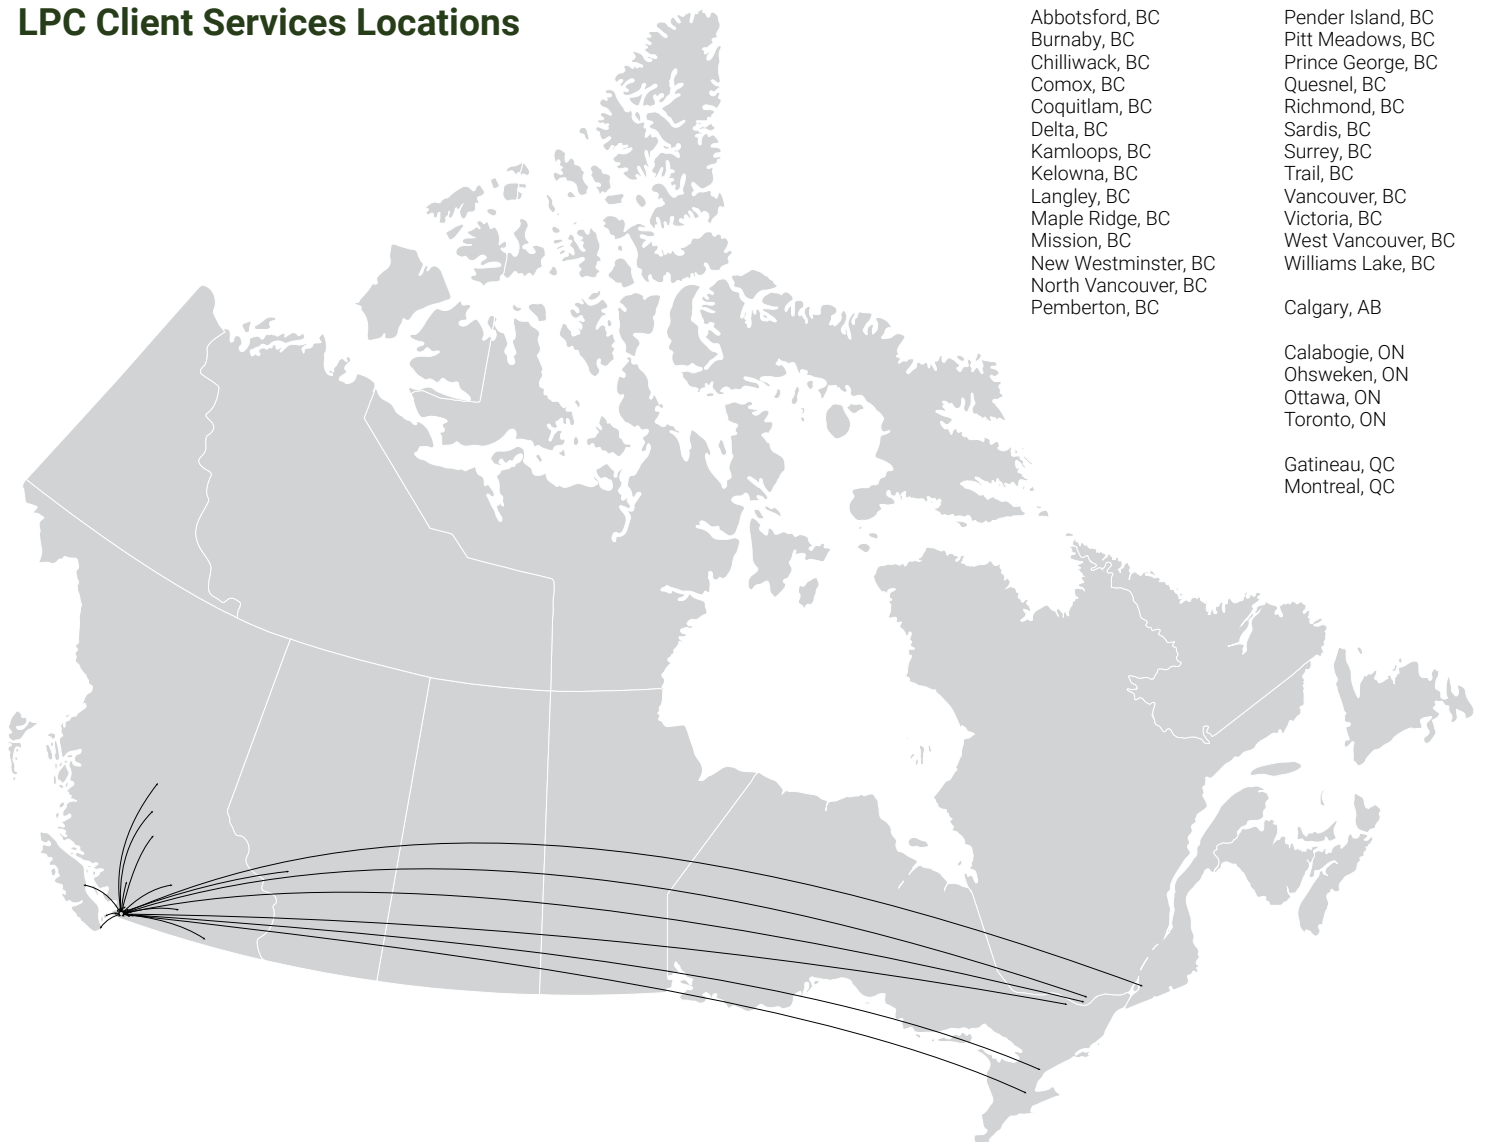 LPC Client Services Locations
Abbotsford, BC
Burnaby, BC
Chilliwack, BC
Comox, BC
Coquitlam, BC
Delta, BC
Kamloops, BC
Kelowna, BC
Langley, BC
Maple Ridge, BC
Mission, BC
New Westminster, BC
North Vancouver, BC
Pemberton, BC
Pender Island, BC
Pitt Meadows, BC
Prince George, BC
Quesnel, BC
Richmond, BC
Sardis, BC
Surrey, BC
Trail, BC
Vancouver, BC
Victoria, BC
West Vancouver, BC
Williams Lake, BC
Calgary, AB
Calabogie, ON
Ohsweken, ON
Ottawa, ON
Toronto, ON
Gatineau, QC
Montreal, QC